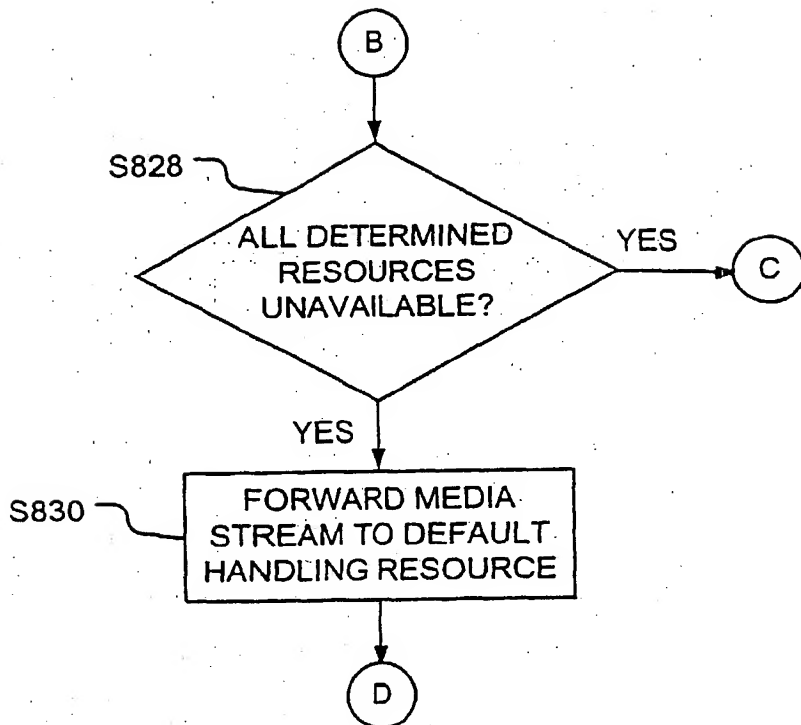 B
S828
ALL DETERMINED
RESOURCES
UNAVAILABLE?
YES
C
YES
S830
FORWARD MEDIA
STREAM TO DEFAULT
HANDLING RESOURCE
D